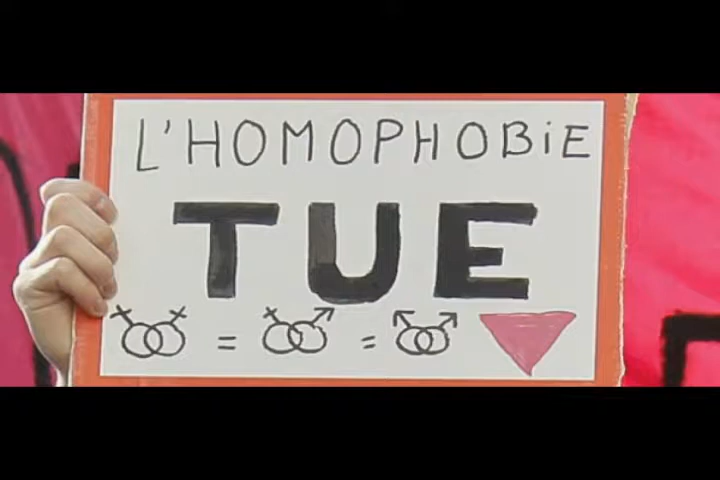 L'HOMOPHOBiE
TUE
= =